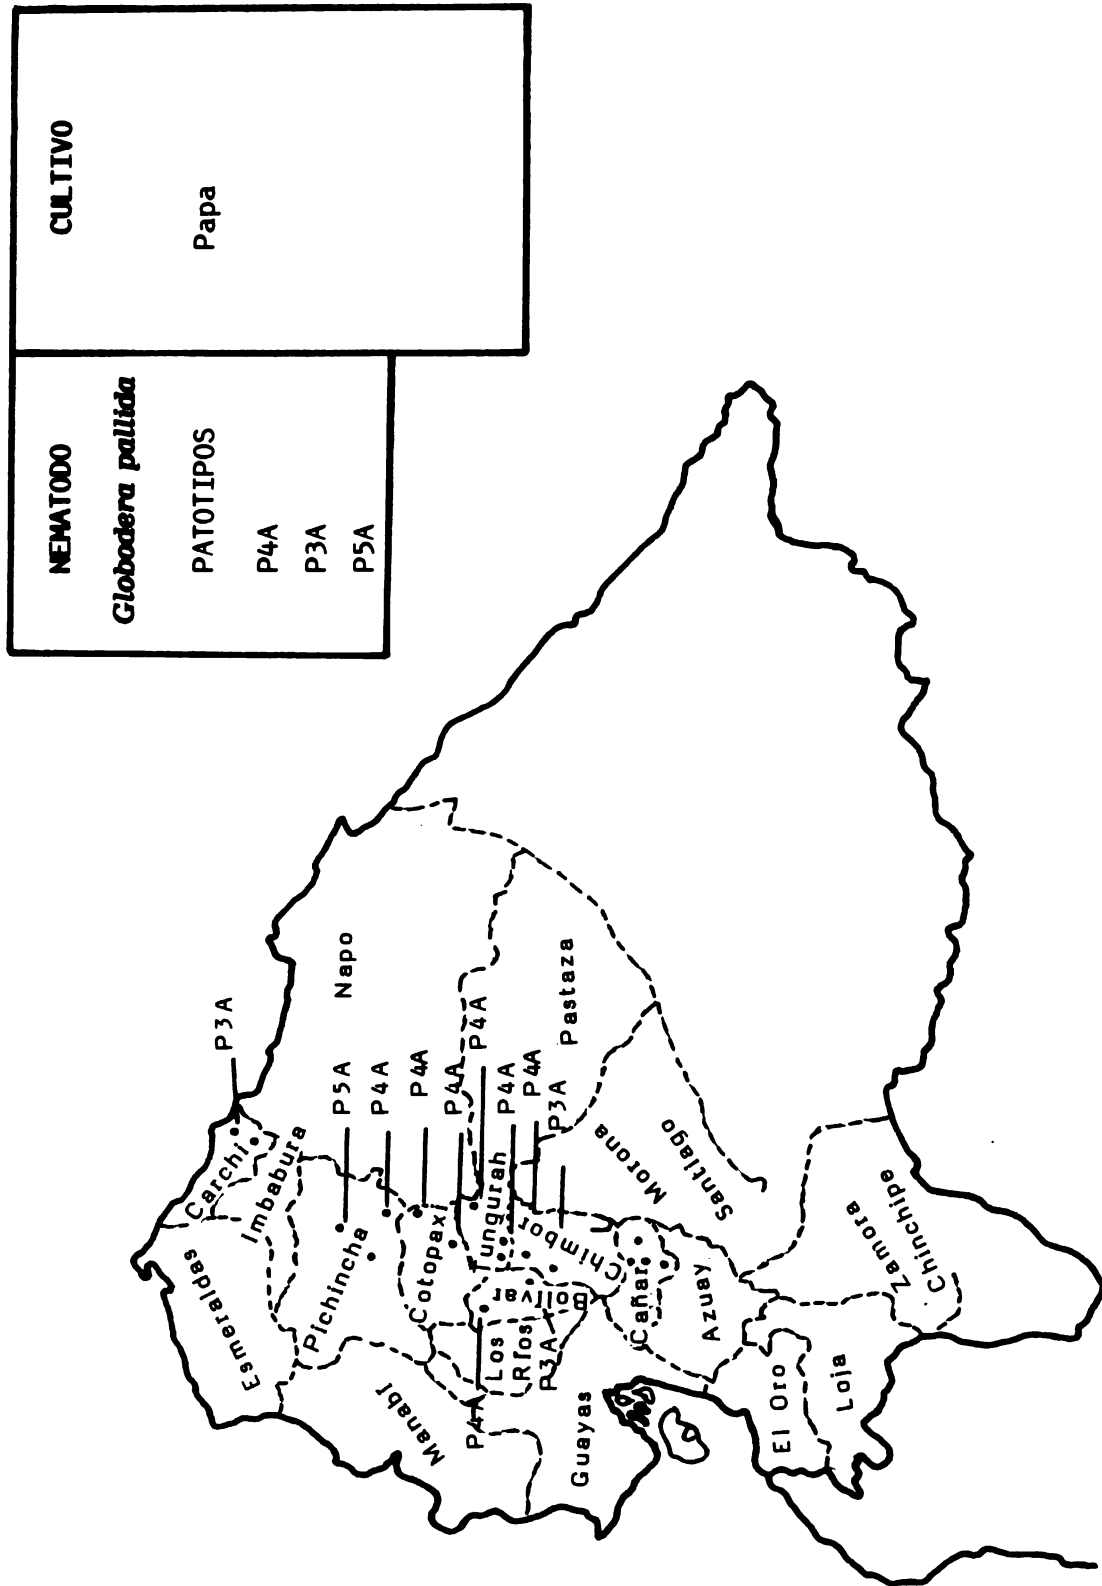 NEMATODO
Globodera pallida
PATOTIPOS
P4A
P3A
P5A
CULTIVO
Papa
Esmeraldas
Carchi
P3A
Imbabura
Pichincha
P5A
Napo
P4A
Manabí
Cotopaxi
P4A
P4A
P4A
Tungurah
P4A
P4A
Bolívar
Los
Ríos
P3A
Chimbor
P4A
P3A
Pastaza
Guayas
Cañar
Morona
Santiago
Azuay
El Oro
Loja
Zamora
Chinchipe